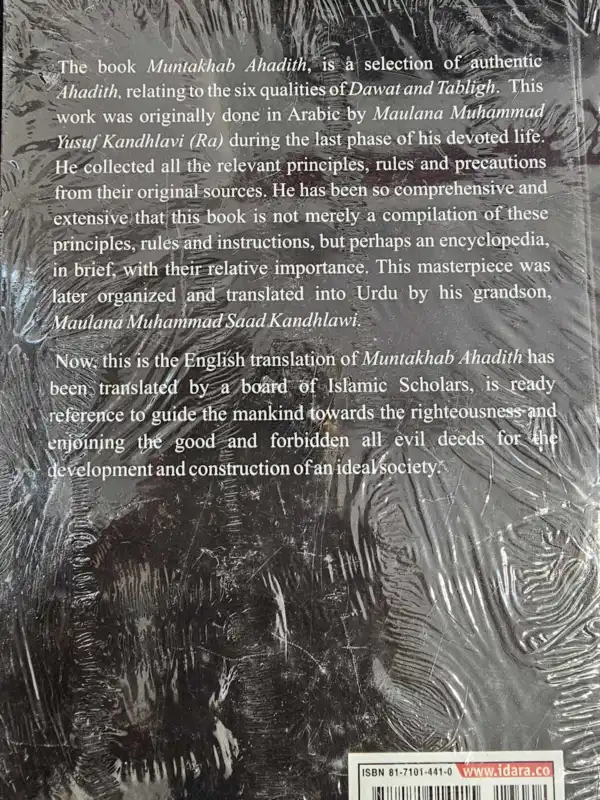 The book Muntakhab Ahadith, is a selection of authentic
Ahadith, relating to the six qualities of Dawat and Tabligh. This
work was originally done in Arabic by Maulana Muhammad
Yusuf Kandhlavi (Ra) during the last phase of his devoted life.
He collected all the relevant principles, rules and precautions
from their original sources. He has been so comprehensive and
extensive that this book is not merely a compilation of these
principles, rules and instructions, but perhaps an encyclopedia,
in brief, with their relative importance. This masterpiece was
later organized and translated into Urdu by his grandson,
Maulana Muhammad Saad Kandhlawi.
Now, this is the English translation of Muntakhab Ahadith has
been translated by a board of Islamic Scholars, is ready
reference to guide the mankind towards the righteousness and
enjoining the good and forbidden all evil deeds for the
development and construction of an ideal society.
ISBN 81-7101-441-0 www.idara.co